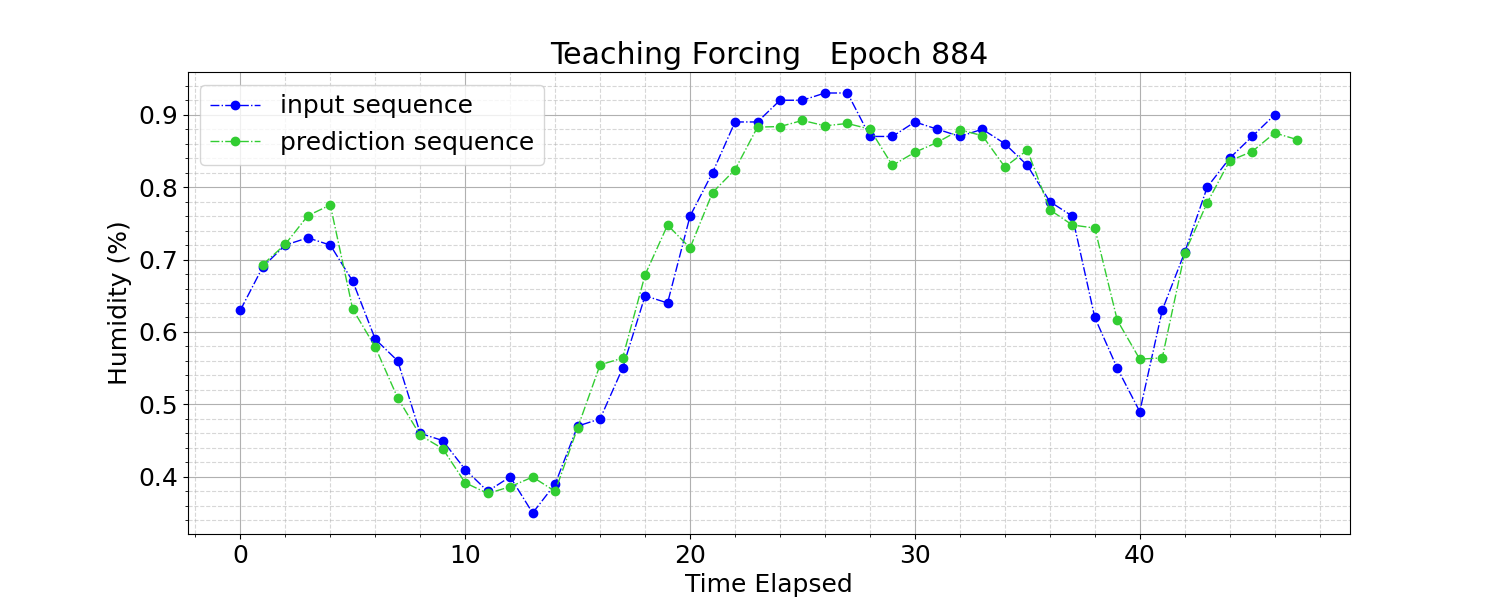 Teaching Forcing   Epoch 884
input sequence
prediction sequence
Humidity (%)
0.9
0.8
0.7
0.6
0.5
0.4
0 10 20 30 40
Time Elapsed